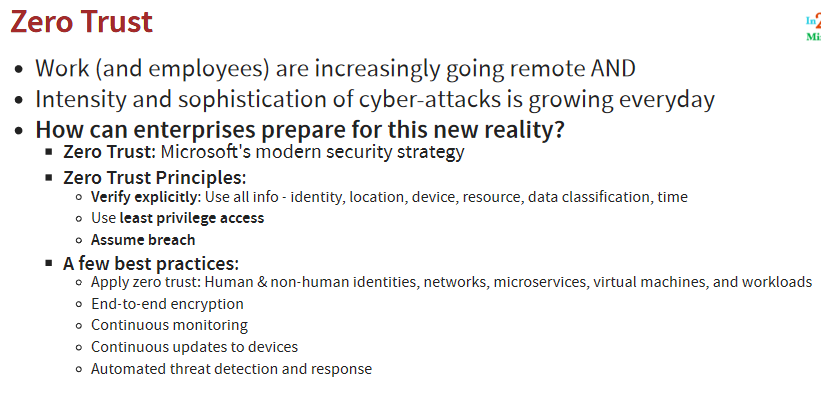 Zero Trust
In
Mi
Work (and employees) are increasingly going remote AND
Intensity and sophistication of cyber-attacks is growing everyday
How can enterprises prepare for this new reality?
Zero Trust: Microsoft's modern security strategy
Zero Trust Principles:
Verify explicitly: Use all info - identity, location, device, resource, data classification, time
Use least privilege access
Assume breach
A few best practices:
Apply zero trust: Human & non-human identities, networks, microservices, virtual machines, and workloads
End-to-end encryption
Continuous monitoring
Continuous updates to devices
Automated threat detection and response